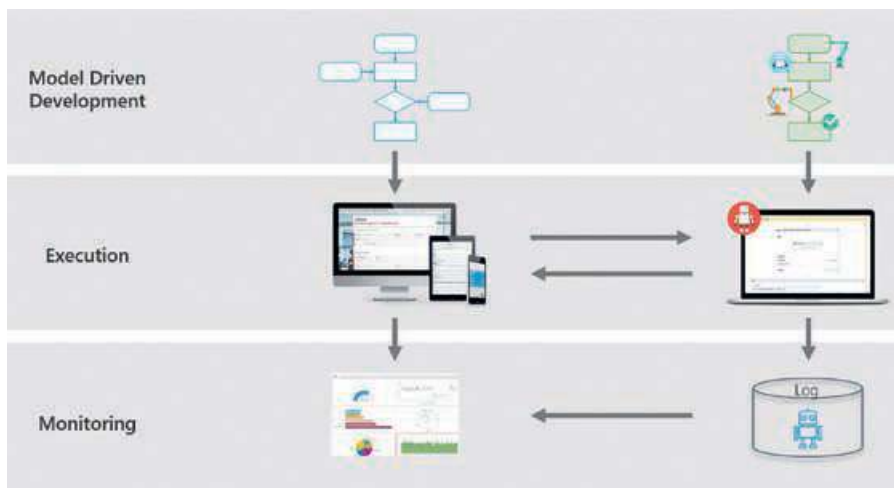 Model Driven
Development
Execution
Monitoring
Log